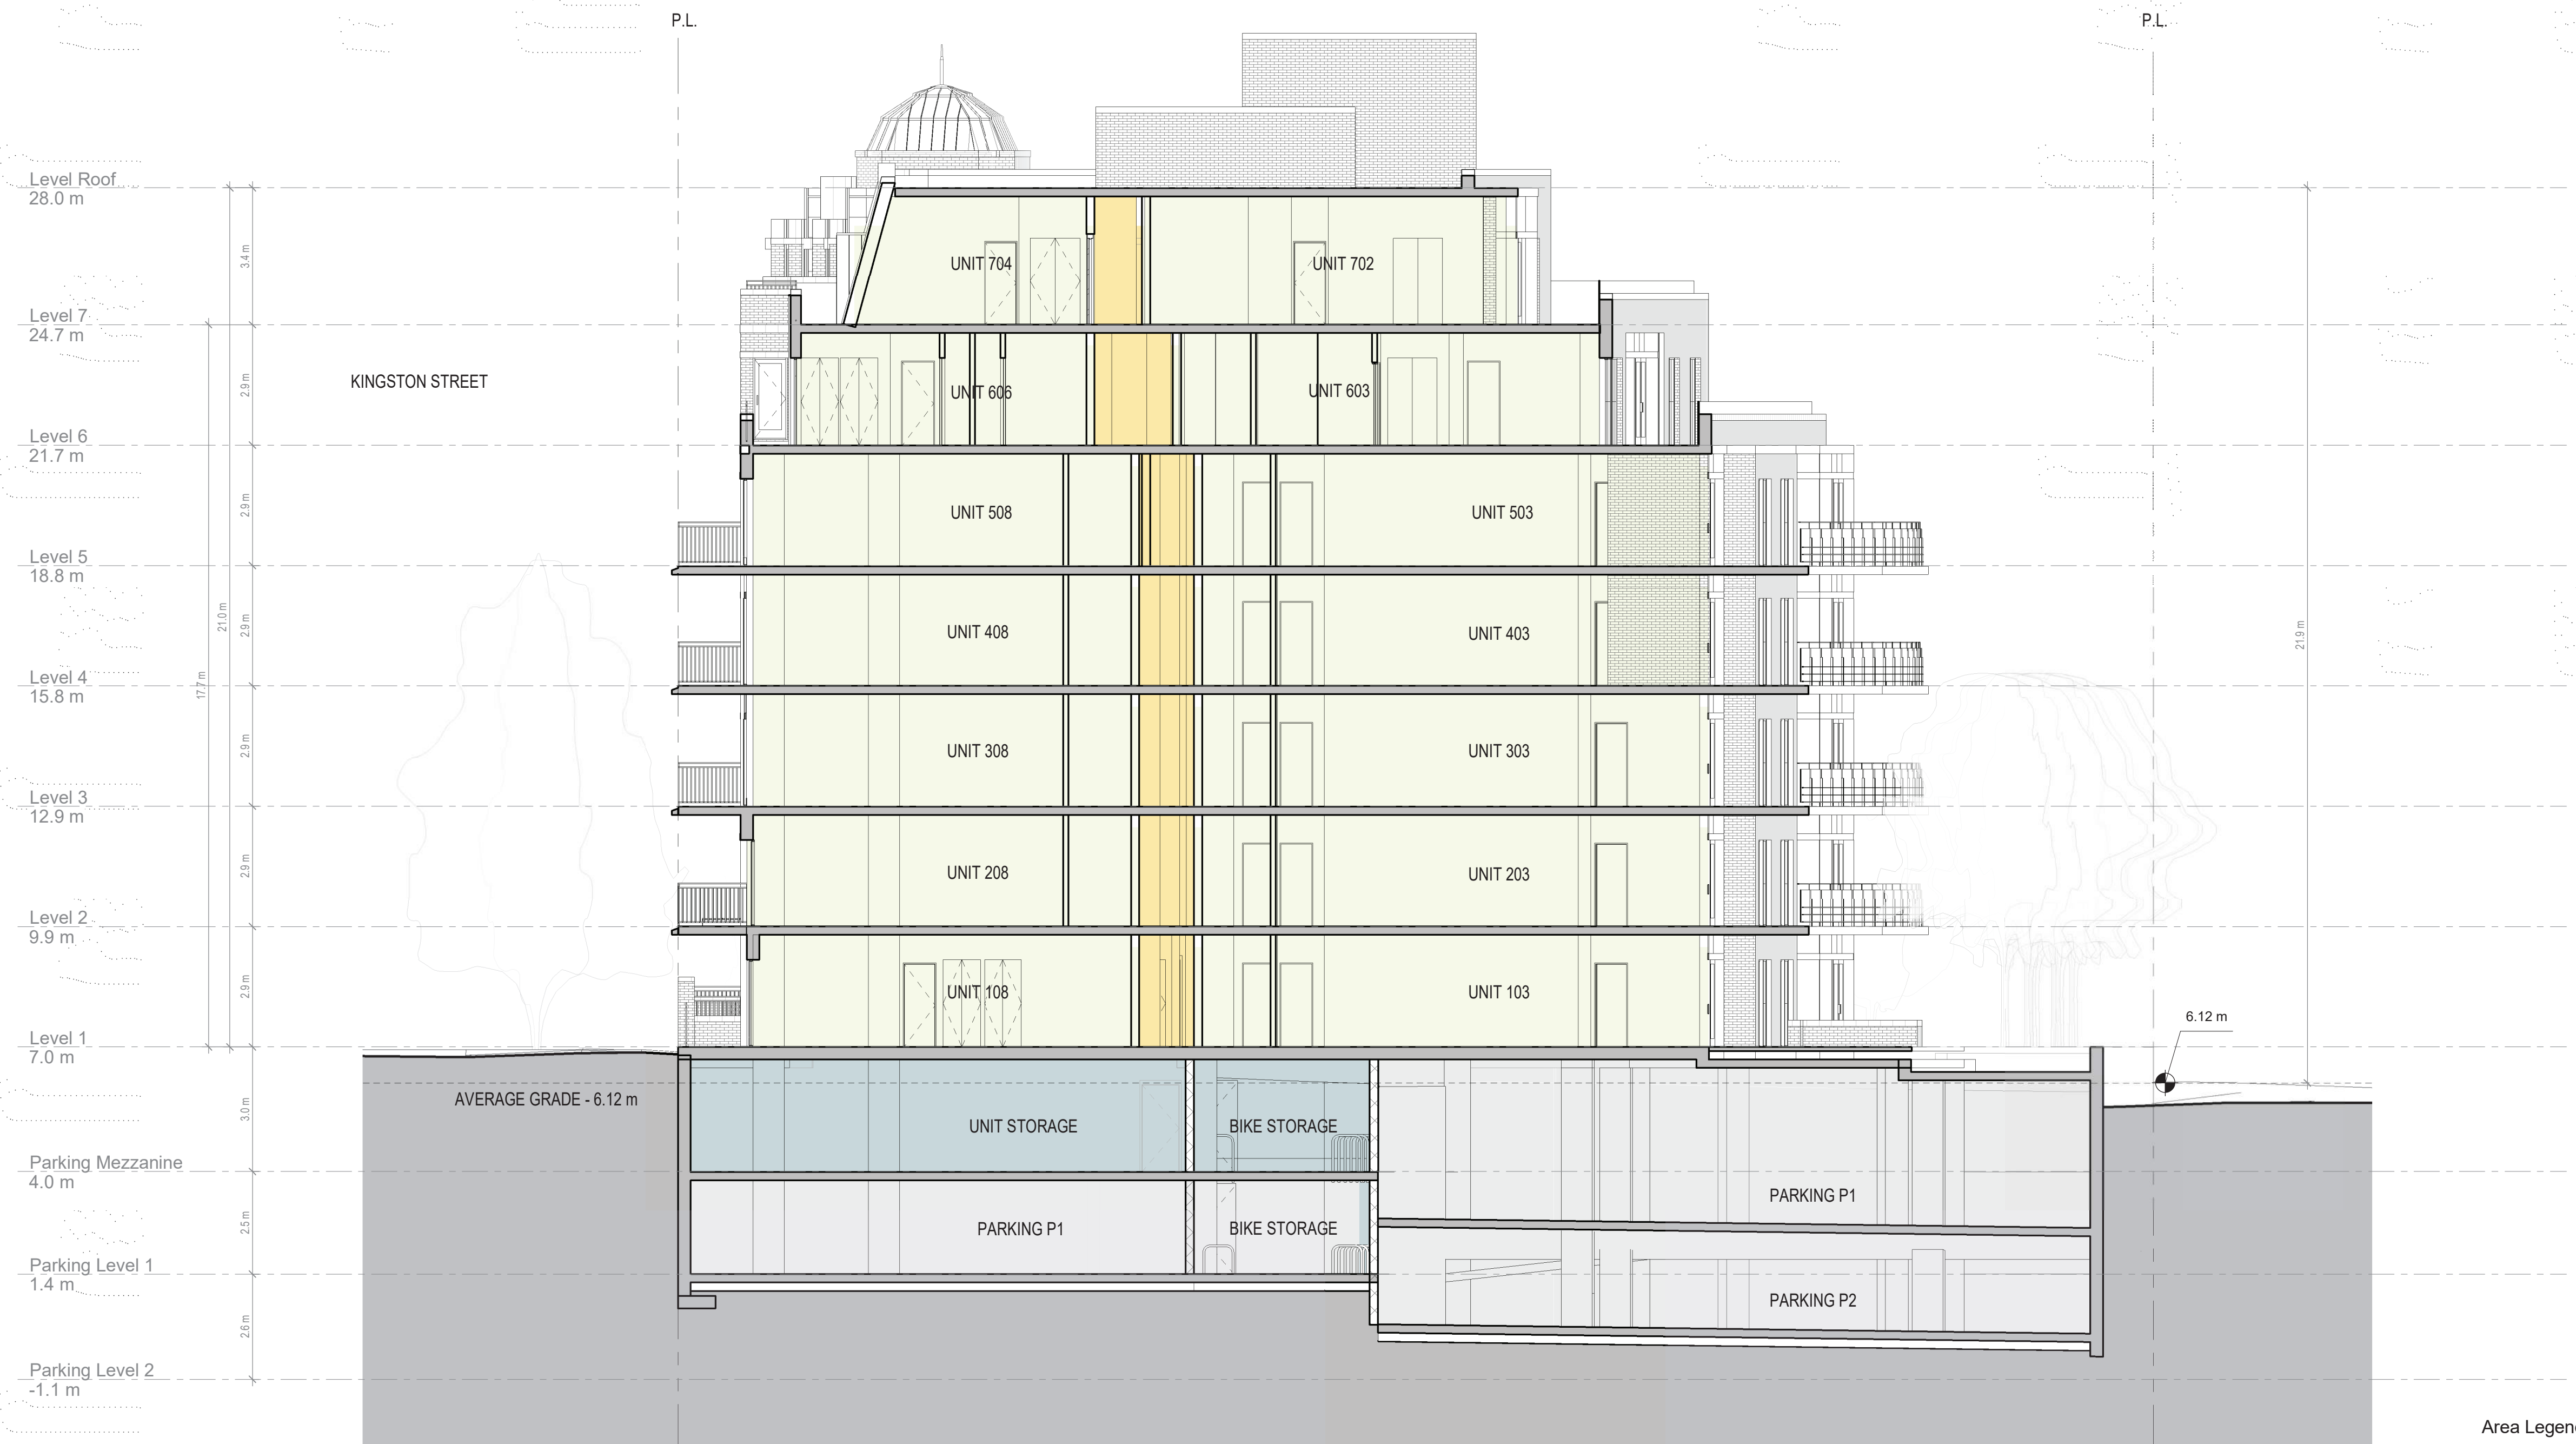 P.L.
P.L.
Level Roof
28.0 m
3.4 m
UNIT 704
UNIT 702
Level 7
24.7 m
KINGSTON STREET
2.9 m
UNIT 606
UNIT 603
Level 6
21.7 m
2.9 m
UNIT 508
UNIT 503
Level 5
18.8 m
21.0 m
2.9 m
UNIT 408
UNIT 403
21.9 m
Level 4
15.8 m
17.7 m
2.9 m
UNIT 308
UNIT 303
Level 3
12.9 m
2.9 m
UNIT 208
UNIT 203
Level 2
9.9 m
2.9 m
UNIT 108
UNIT 103
6.12 m
Level 1
7.0 m
AVERAGE GRADE - 6.12 m
3.0 m
UNIT STORAGE
BIKE STORAGE
Parking Mezzanine
4.0 m
PARKING P1
2.5 m
PARKING P1
BIKE STORAGE
Parking Level 1
1.4 m
PARKING P2
2.6 m
Parking Level 2
-1.1 m
Area Legen